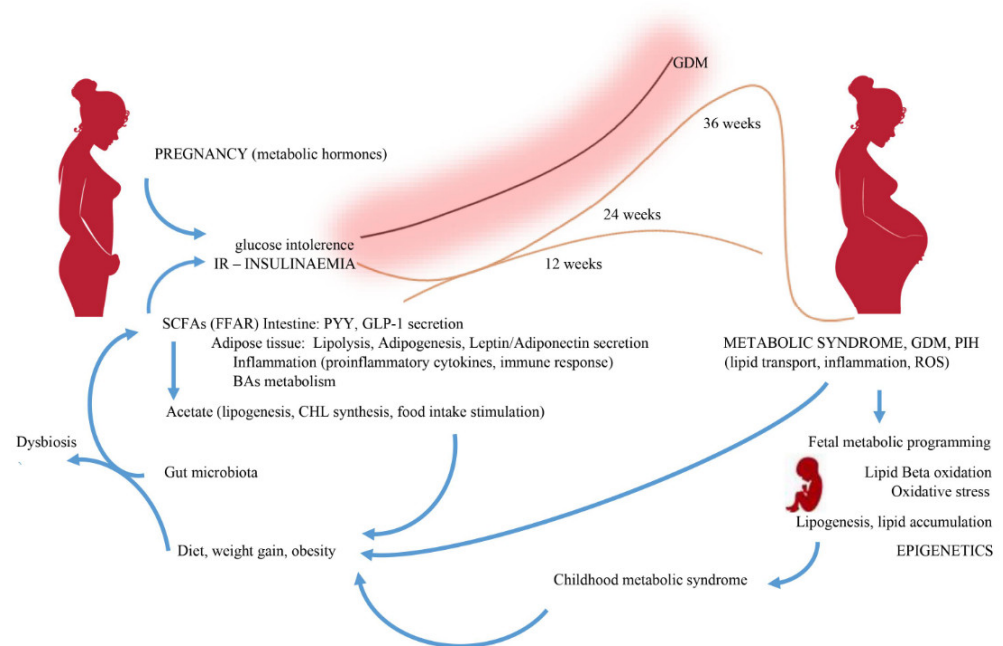 GDM
36 weeks
PREGNANCY (metabolic hormones)
24 weeks
glucose intolerence
IR – INSULINAEMIA
12 weeks
SCFAs (FFAR) Intestine: PYY, GLP-1 secretion
Adipose tissue: Lipolysis, Adipogenesis, Leptin/Adiponectin secretion
Inflammation (proinflammatory cytokines, immune response)
BAs metabolism
METABOLIC SYNDROME, GDM, PIH
(lipid transport, inflammation, ROS)
Acetate (lipogenesis, CHL synthesis, food intake stimulation)
Dysbiosis
Gut microbiota
Fetal metabolic programming
Lipid Beta oxidation
Oxidative stress
Lipogenesis, lipid accumulation
EPIGENETICS
Diet, weight gain, obesity
Childhood metabolic syndrome